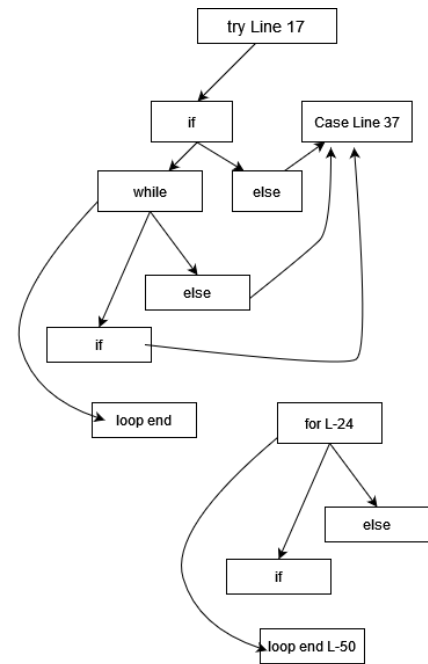 try Line 17
if
Case Line 37
while
else
else
if
loop end
for L-24
else
if
loop end L-50